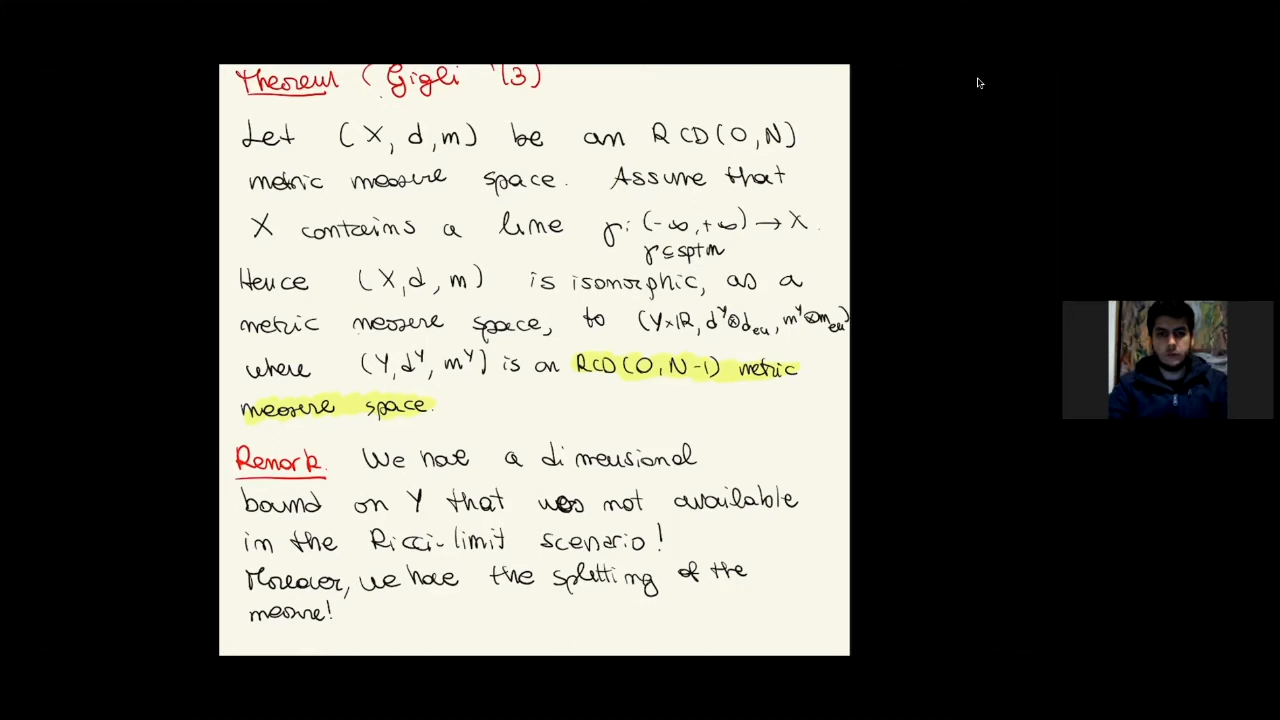 Theorem (Gigli '13)
Let (X, d, m) be an RCD(0, N)
metric measure space. Assume that
X contains a line γ: (-∞, +∞) → X.
γ ⊆ spt m
Hence (X, d, m) is isomorphic, as a
metric measure space, to (Y×ℝ, d^Y⊗d_eu, m^Y⊗m_eu)
where (Y, d^Y, m^Y) is an RCD(0, N-1) metric
measure space.
Remark. We have a dimensional
bound on Y that was not available
in the Ricci-limit scenario!
Moreover, we have the splitting of the
measure!